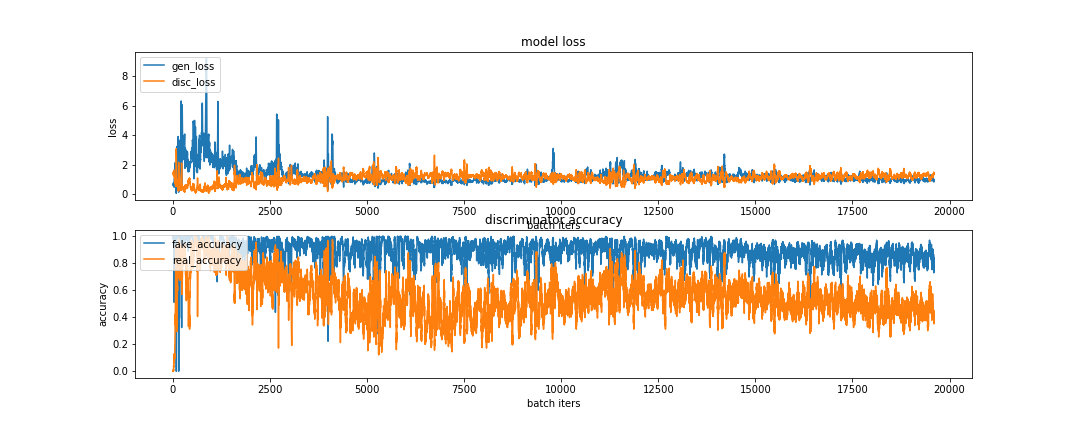 model loss
gen_loss
disc_loss
loss
8
6
4
2
0
0 2500 5000 7500 10000 12500 15000 17500 20000
batch iters
discriminator accuracy
fake_accuracy
real_accuracy
accuracy
1.0
0.8
0.6
0.4
0.2
0.0
0 2500 5000 7500 10000 12500 15000 17500 20000
batch iters